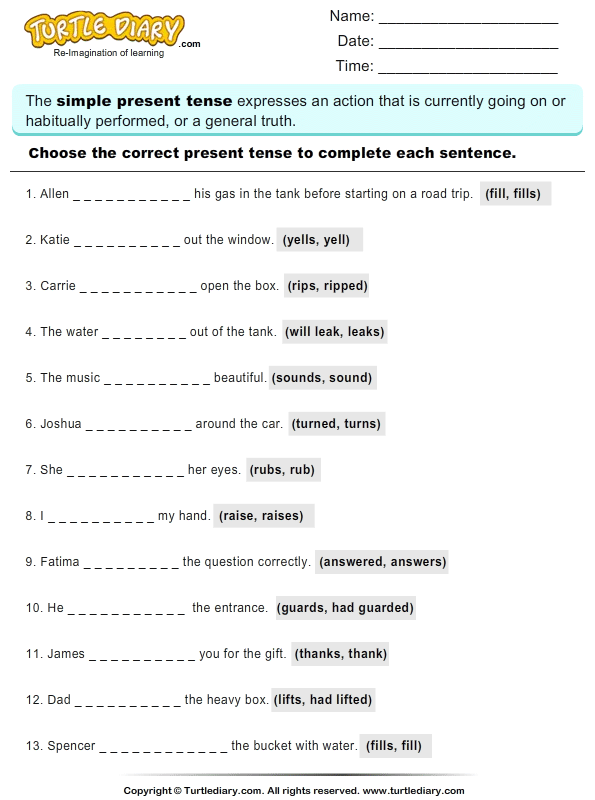 TURTLE DIARY.com
Re-Imagination of learning
Name: ______________________
Date: ______________________
Time: ______________________
The simple present tense expresses an action that is currently going on or
habitually performed, or a general truth.
Choose the correct present tense to complete each sentence.
1. Allen _ _ _ _ _ _ _ _ _ _ _ his gas in the tank before starting on a road trip. (fill, fills)
2. Katie _ _ _ _ _ _ _ _ _ _ out the window. (yells, yell)
3. Carrie _ _ _ _ _ _ _ _ _ _ _ open the box. (rips, ripped)
4. The water _ _ _ _ _ _ _ _ out of the tank. (will leak, leaks)
5. The music _ _ _ _ _ _ _ _ _ _ beautiful. (sounds, sound)
6. Joshua _ _ _ _ _ _ _ _ _ _ around the car. (turned, turns)
7. She _ _ _ _ _ _ _ _ _ _ _ her eyes. (rubs, rub)
8. I _ _ _ _ _ _ _ _ _ _ my hand. (raise, raises)
9. Fatima _ _ _ _ _ _ _ _ _ the question correctly. (answered, answers)
10. He _ _ _ _ _ _ _ _ _ _ _ the entrance. (guards, had guarded)
11. James _ _ _ _ _ _ _ _ _ _ you for the gift. (thanks, thank)
12. Dad _ _ _ _ _ _ _ _ _ _ the heavy box. (lifts, had lifted)
13. Spencer _ _ _ _ _ _ _ _ _ _ _ _ the bucket with water. (fills, fill)
Copyright © Turtlediary.com. All rights reserved. www.turtlediary.com